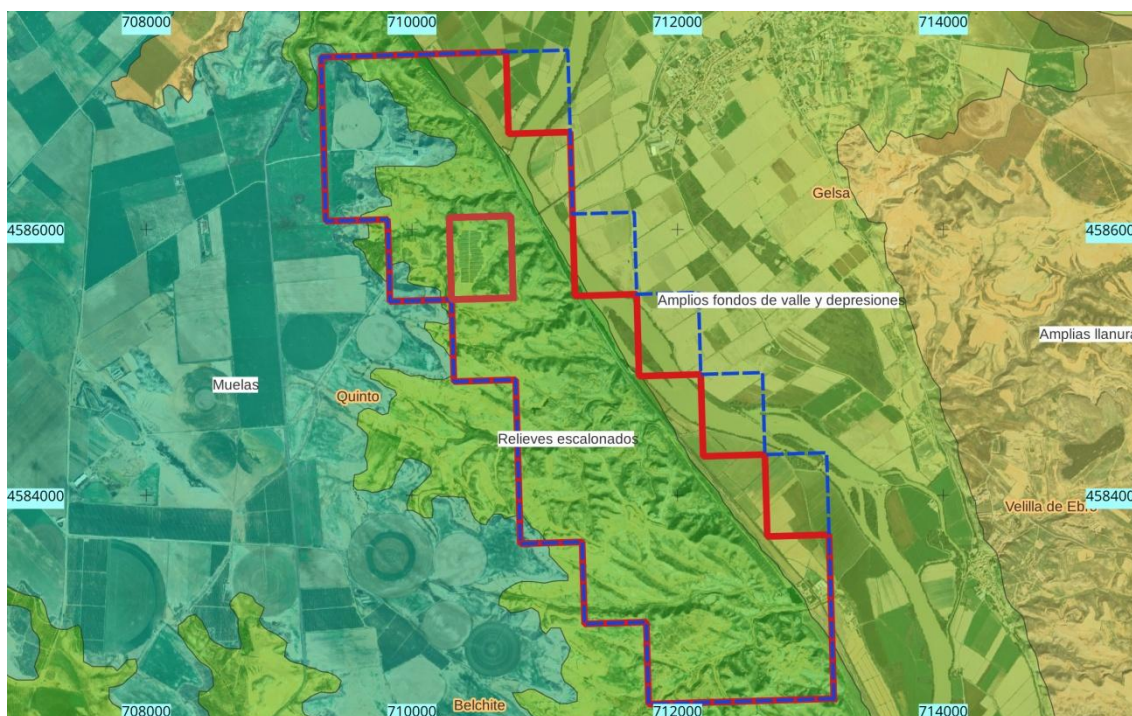 708000
710000
712000
714000
Gelsa
4586000
4586000
Amplios fondos de valle y depresiones
Amplias llanura
Muelas
Quinto
Relieves escalonados
4584000
4584000
Velilla de Ebro
Belchite
708000
710000
712000
714000